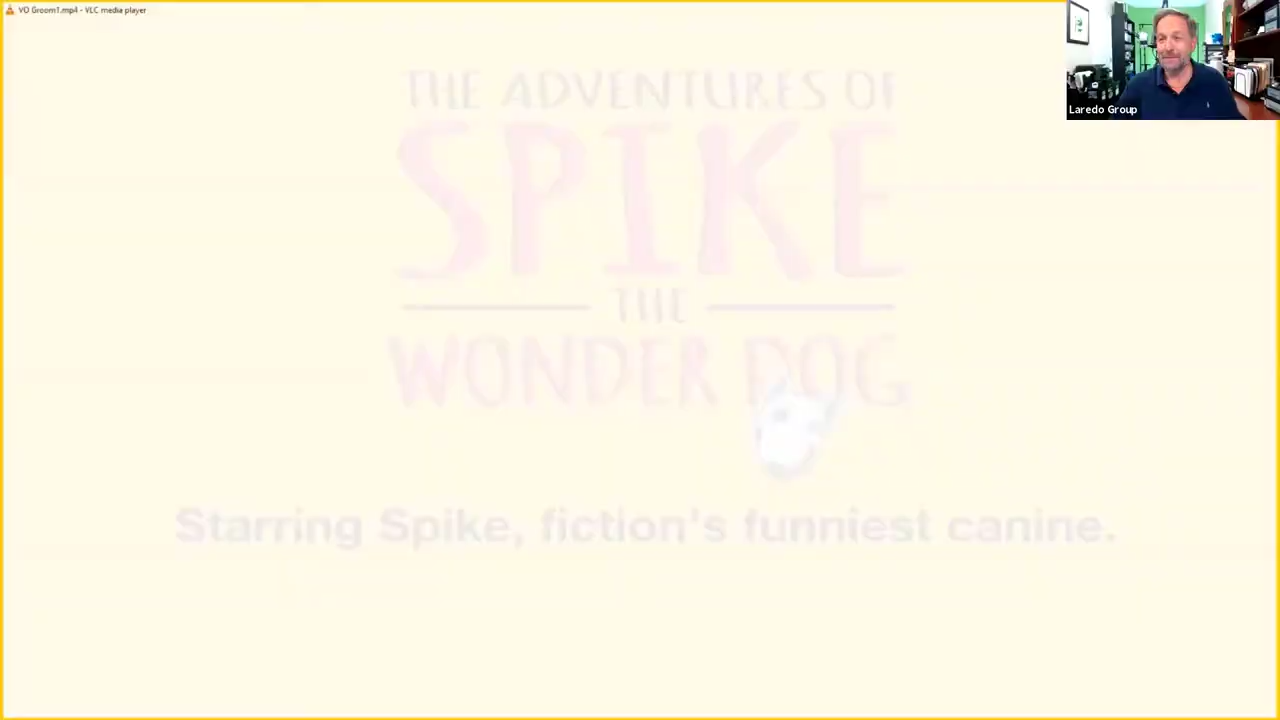 VO Groom1.mp4 - VLC media player
Laredo Group
THE ADVENTURES OF
SPIKE
THE
WONDER DOG
Starring Spike, fiction's funniest canine.